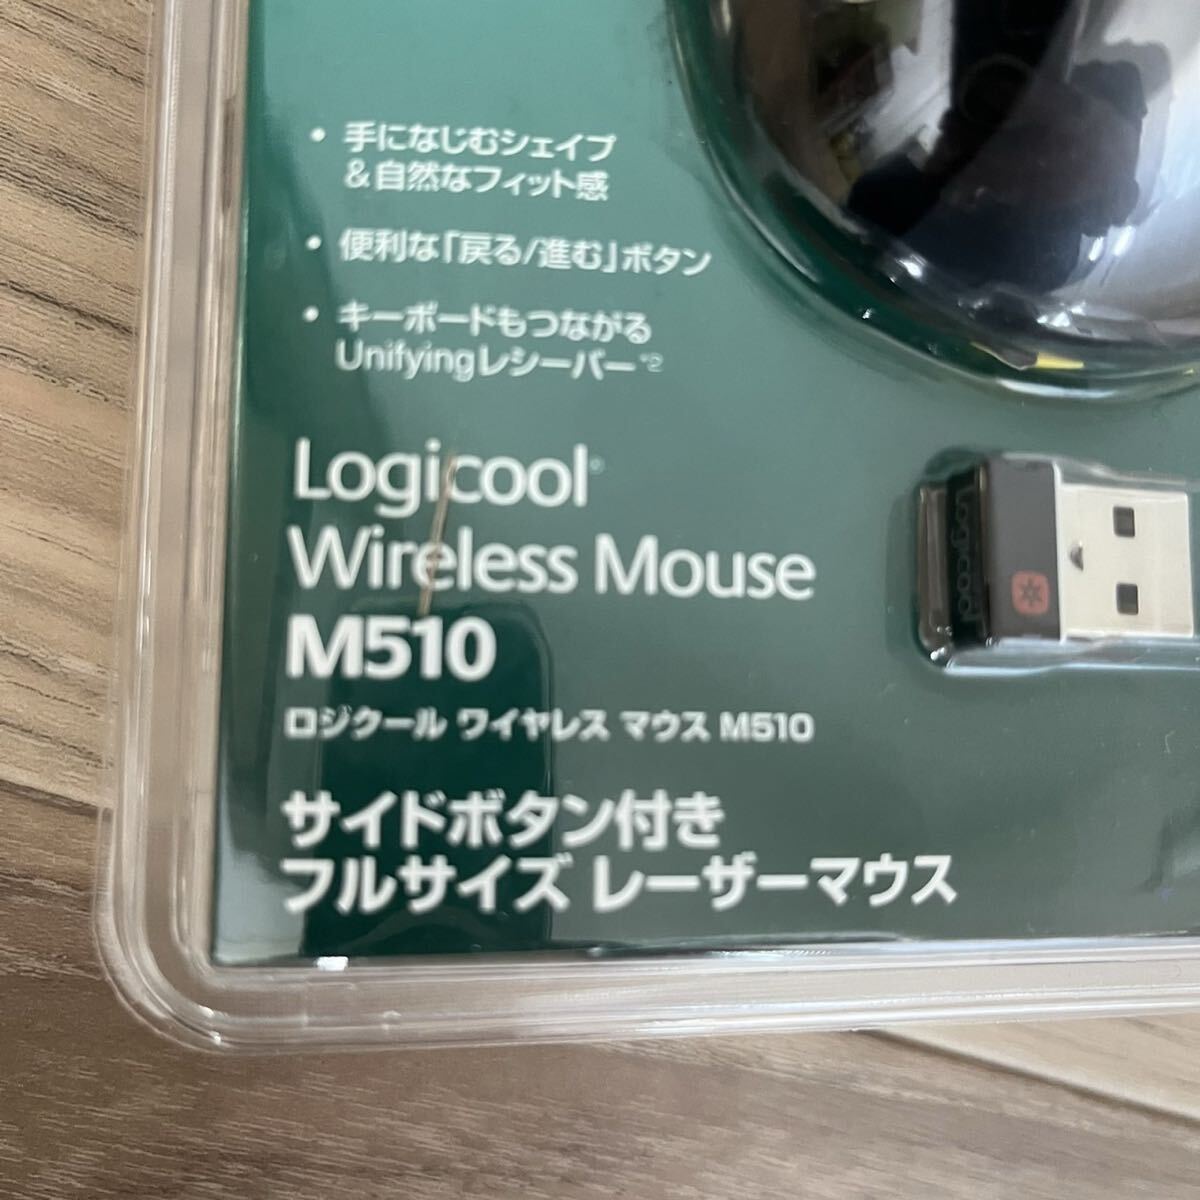 • 手になじむシェイプ
&自然なフィット感
• 便利な「戻る/進む」ボタン
• キーボードもつながる
Unifyingレシーバー*2
Logicool®
Wireless Mouse
M510
ロジクール ワイヤレス マウス M510
サイドボタン付き
フルサイズ レーザーマウス
Logicool